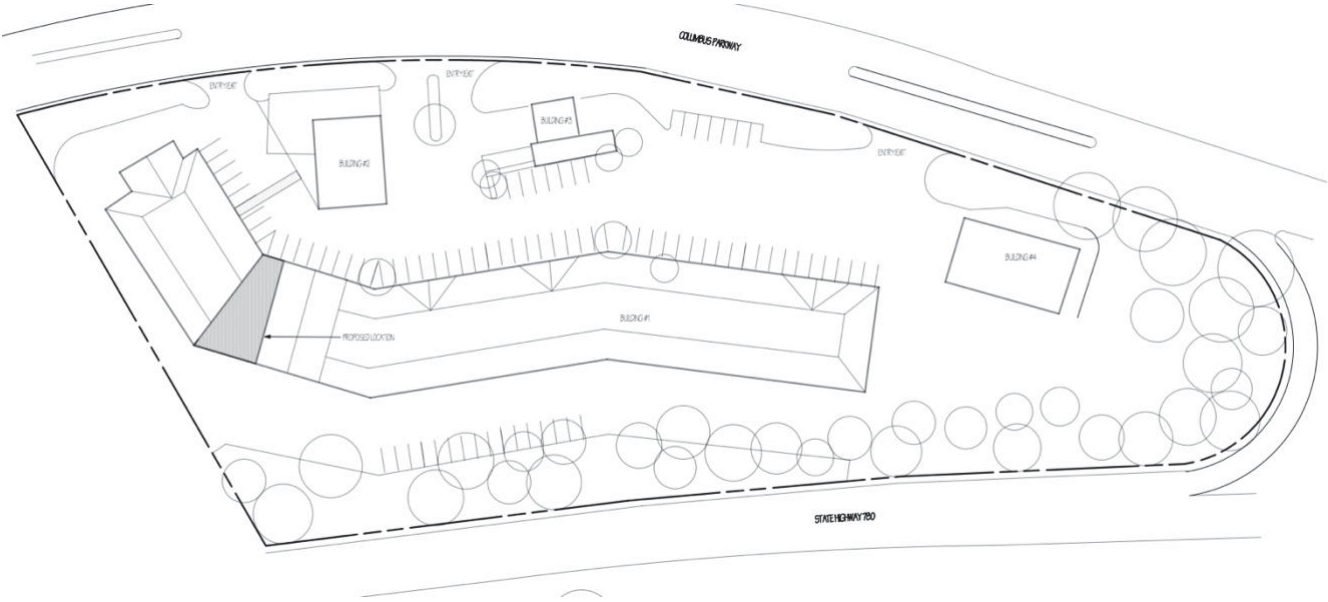 COLUMBUS PARKWAY
ENTRY/EXIT
ENTRY/EXIT
BUILDING #3
BUILDING #2
ENTRY/EXIT
BUILDING #4
BUILDING #1
PROPOSED LOCATION
STATE HIGHWAY 780